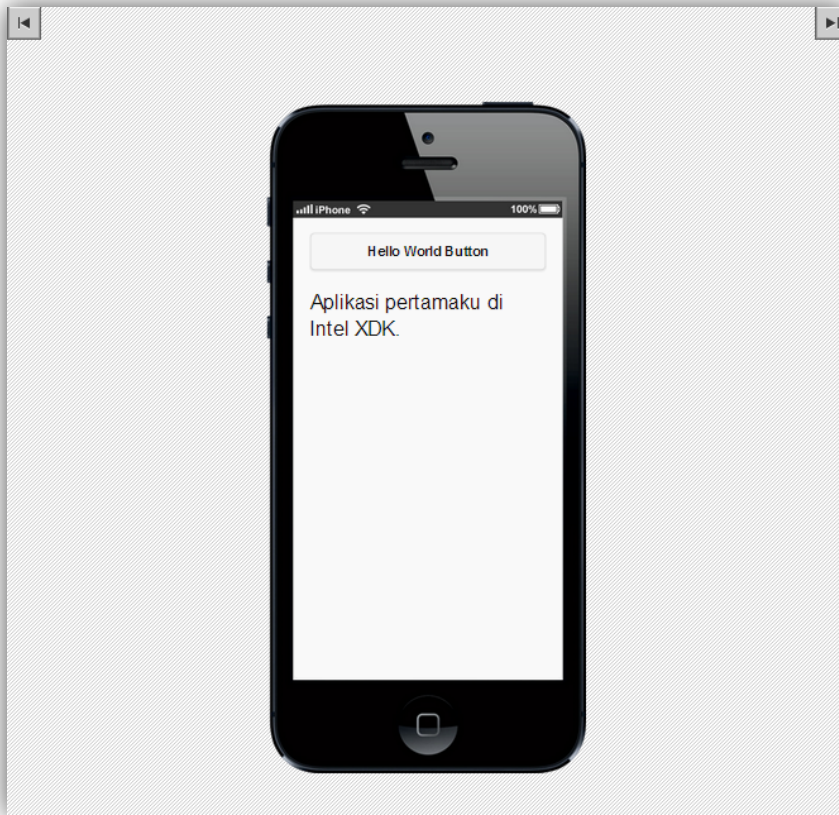 iPhone 100%
Hello World Button
Aplikasi pertamaku di
Intel XDK.